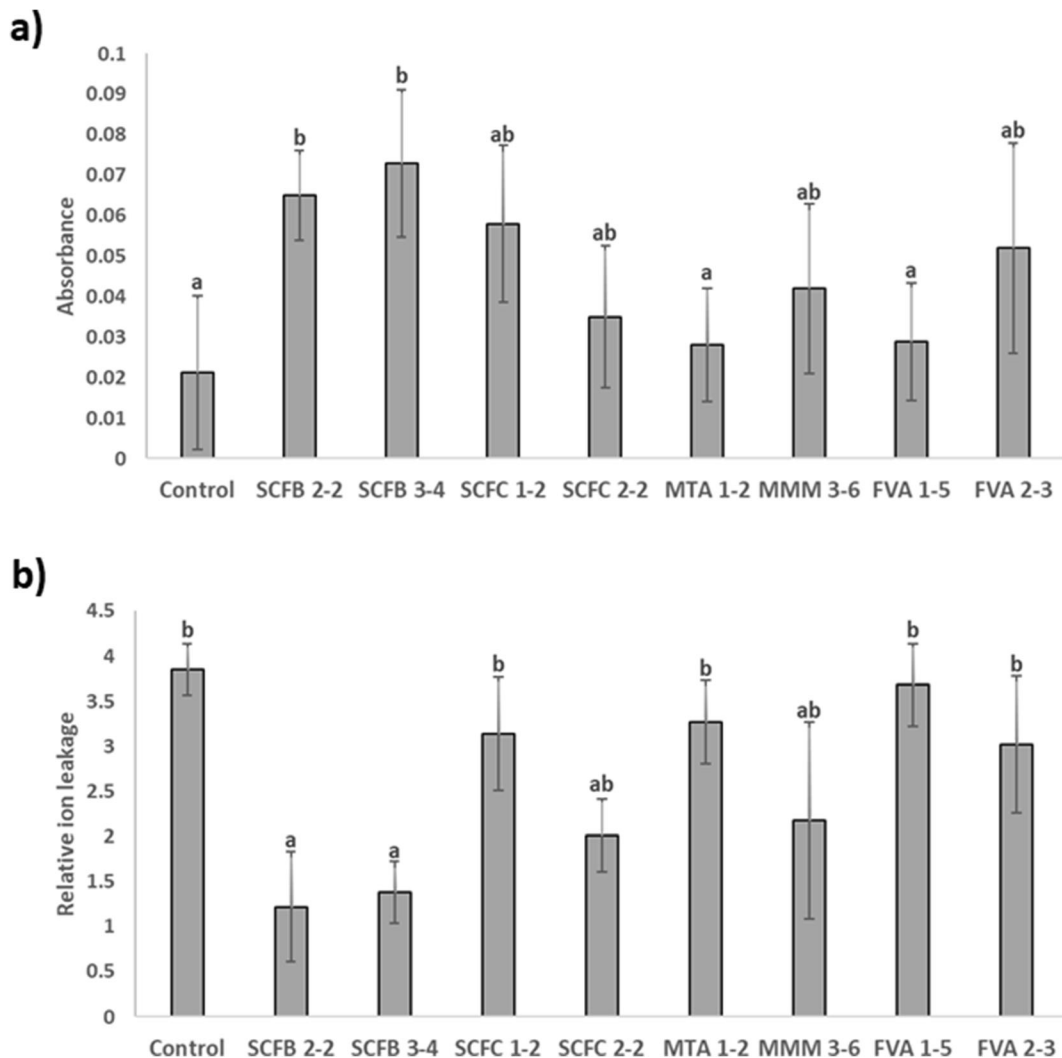 a)
0.1
0.09
0.08
0.07
0.06
0.05
0.04
0.03
0.02
0.01
0
Absorbance
a
b
b
ab
ab
a
ab
a
ab
Control SCFB 2-2 SCFB 3-4 SCFC 1-2 SCFC 2-2 MTA 1-2 MMM 3-6 FVA 1-5 FVA 2-3
b)
4.5
4
3.5
3
2.5
2
1.5
1
0.5
0
Relative ion leakage
b
a
a
b
ab
b
ab
b
b
Control SCFB 2-2 SCFB 3-4 SCFC 1-2 SCFC 2-2 MTA 1-2 MMM 3-6 FVA 1-5 FVA 2-3